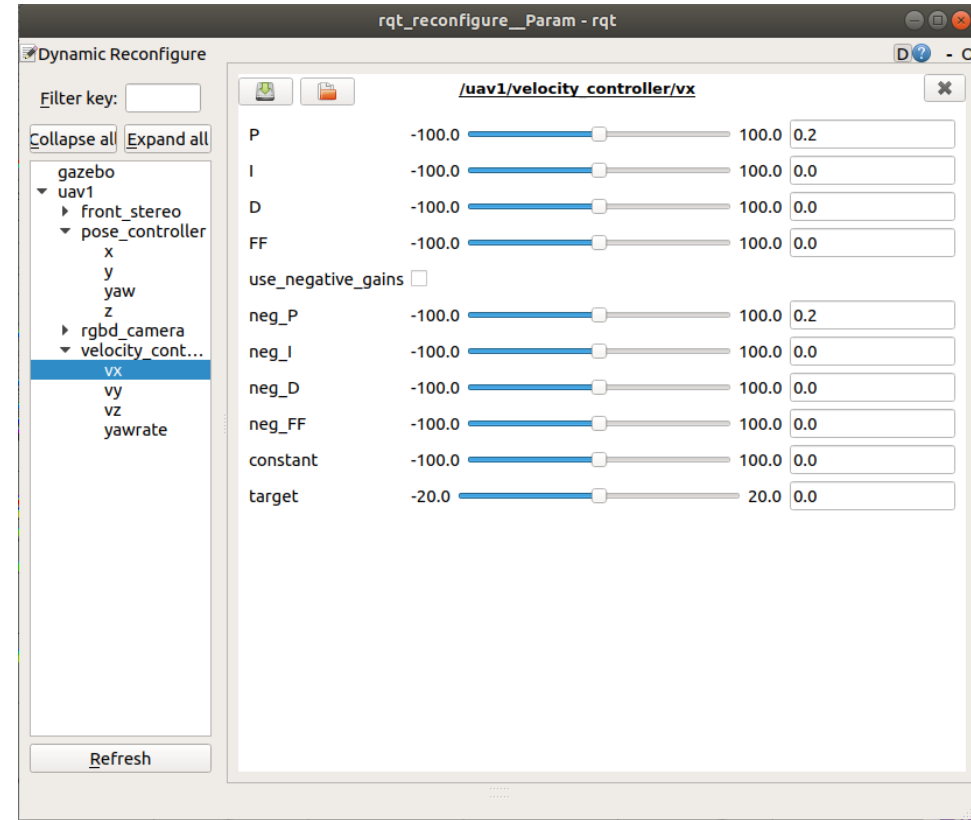 rqt_reconfigure__Param - rqt
Dynamic Reconfigure
D ? - O
Filter key:
Collapse all Expand all
gazebo
uav1
front_stereo
pose_controller
x
y
yaw
z
rgbd_camera
velocity_cont...
vx
vy
vz
yawrate
Refresh
/uav1/velocity_controller/vx
P -100.0 100.0 0.2
I -100.0 100.0 0.0
D -100.0 100.0 0.0
FF -100.0 100.0 0.0
use_negative_gains
neg_P -100.0 100.0 0.2
neg_I -100.0 100.0 0.0
neg_D -100.0 100.0 0.0
neg_FF -100.0 100.0 0.0
constant -100.0 100.0 0.0
target -20.0 20.0 0.0